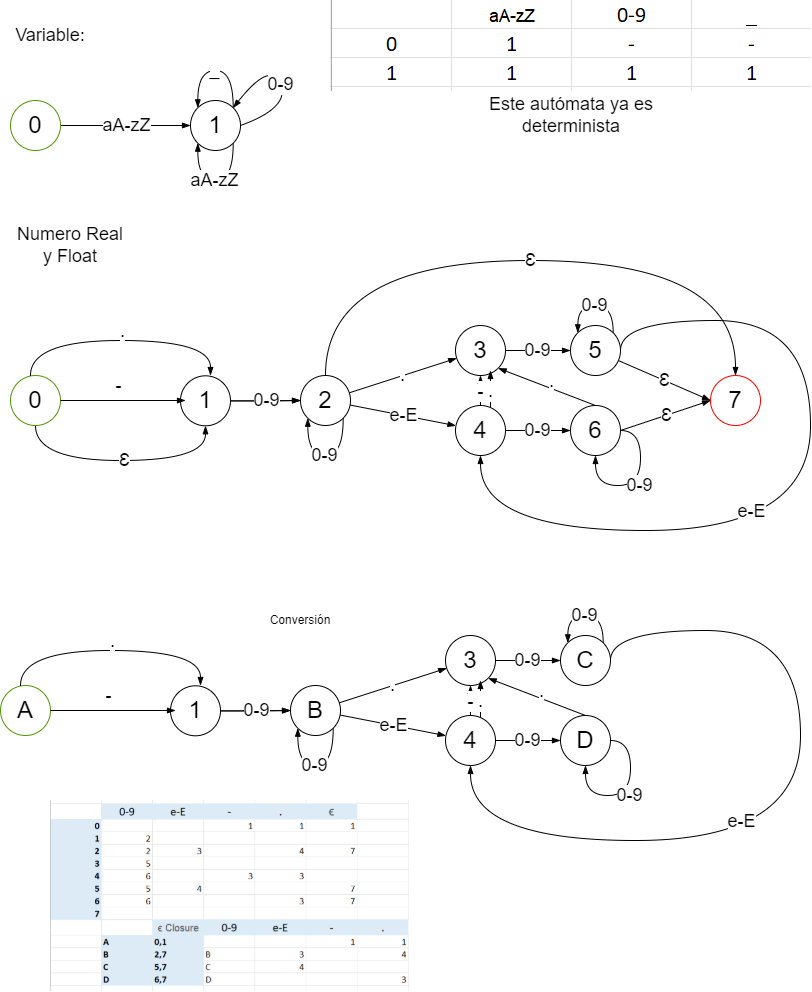 Variable:
aA-zZ 0-9 _
0 1 - -
1 1 1 1
Este autómata ya es
determinista
_
0-9
0 aA-zZ 1
aA-zZ
Numero Real
y Float
ε
0-9
.
3 0-9 5
- . ε
0 1 0-9 2 - . . 7
e-E ε
4 0-9 6
0-9
ε
0-9
e-E
Conversión
0-9
.
3 0-9 C
-
.
A 1 0-9 B - . .
e-E
4 0-9 D
0-9
0-9
e-E
0-9 e-E - . €
0 1 1 1
1 2
2 2 3 4 7
3 5
4 6 3 3
5 5 4 7
6 6 3 7
7
€ Closure 0-9 e-E - .
A 0,1 1 1
B 2,7 B 3 4
C 5,7 C 4
D 6,7 D 3